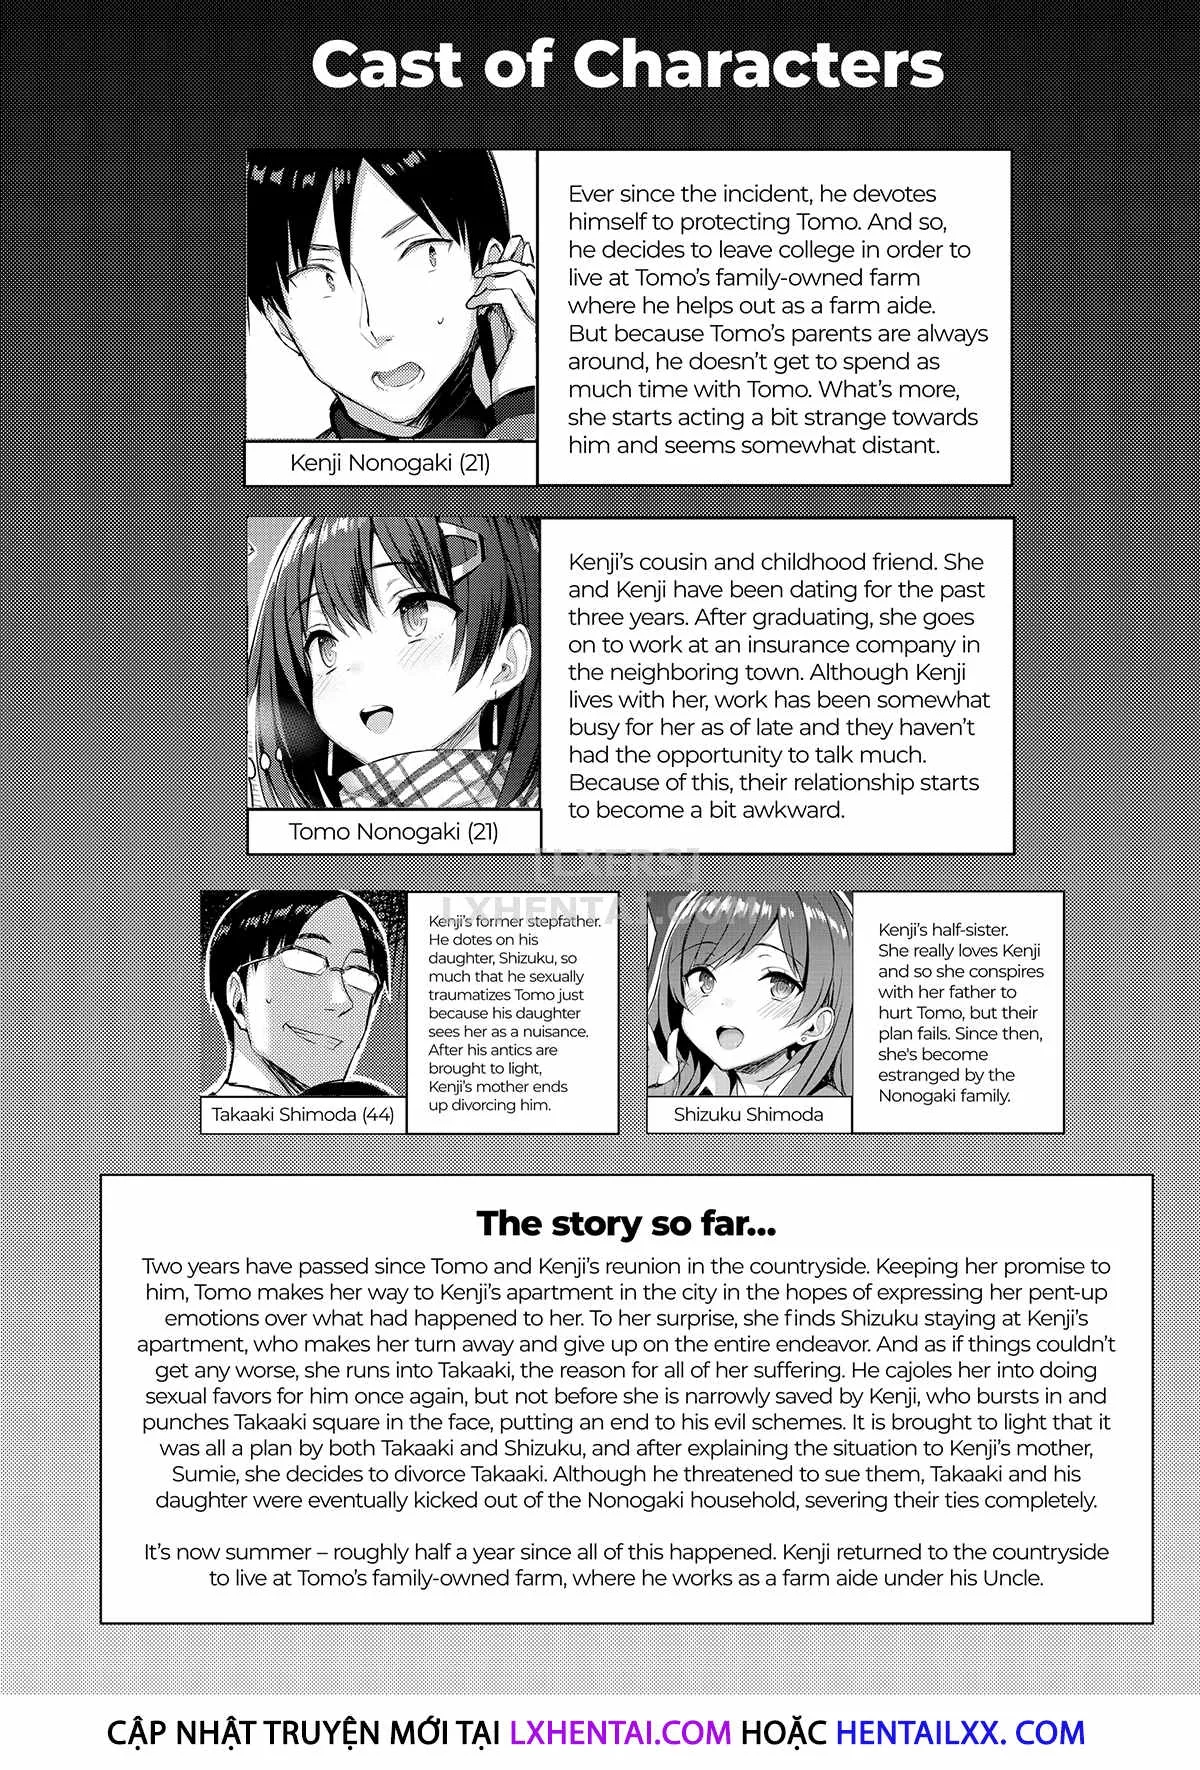 Cast of Characters
Ever since the incident, he devotes
himself to protecting Tomo. And so,
he decides to leave college in order to
live at Tomo's family-owned farm
where he helps out as a farm aide.
But because Tomo's parents are always
around, he doesn't get to spend as
much time with Tomo. What's more,
she starts acting a bit strange towards
him and seems somewhat distant.
Kenji Nonogaki (21)
Kenji's cousin and childhood friend. She
and Kenji have been dating for the past
three years. After graduating, she goes
on to work at an insurance company in
the neighboring town. Although Kenji
lives with her, work has been somewhat
busy for her as of late and they haven't
had the opportunity to talk much.
Because of this, their relationship starts
to become a bit awkward.
Tomo Nonogaki (21)
[LXERS]
LXHENTAI.COM
Kenji's former stepfather.
He dotes on his
daughter, Shizuku, so
much that he sexually
traumatizes Tomo just
because his daughter
sees her as a nuisance.
After his antics are
brought to light,
Kenji's mother ends
up divorcing him.
Takaaki Shimoda (44)
Kenji's half-sister.
She really loves Kenji
and so she conspires
with her father to
hurt Tomo, but their
plan fails. Since then,
she's become
estranged by the
Nonogaki family.
Shizuku Shimoda
The story so far...
Two years have passed since Tomo and Kenji's reunion in the countryside. Keeping her promise to
him, Tomo makes her way to Kenji's apartment in the city in the hopes of expressing her pent-up
emotions over what had happened to her. To her surprise, she finds Shizuku staying at Kenji's
apartment, who makes her turn away and give up on the entire endeavor. And as if things couldn't
get any worse, she runs into Takaaki, the reason for all of her suffering. He cajoles her into doing
sexual favors for him once again, but not before she is narrowly saved by Kenji, who bursts in and
punches Takaaki square in the face, putting an end to his evil schemes. It is brought to light that it
was all a plan by both Takaaki and Shizuku, and after explaining the situation to Kenji's mother,
Sumie, she decides to divorce Takaaki. Although he threatened to sue them, Takaaki and his
daughter were eventually kicked out of the Nonogaki household, severing their ties completely.
It's now summer – roughly half a year since all of this happened. Kenji returned to the countryside
to live at Tomo's family-owned farm, where he works as a farm aide under his Uncle.
CẬP NHẬT TRUYỆN MỚI TẠI LXHENTAI.COM HOẶC HENTAILXX. COM